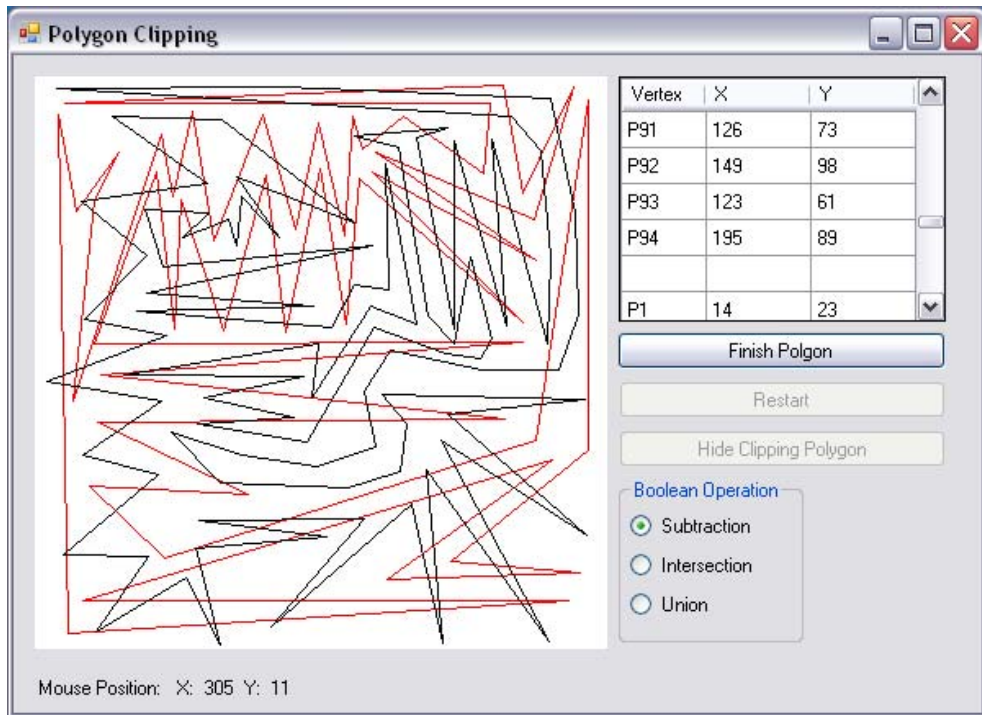 Polygon Clipping
Vertex X Y
P91 126 73
P92 149 98
P93 123 61
P94 195 89
P1 14 23
Finish Polgon
Restart
Hide Clipping Polygon
Boolean Operation
Subtraction
Intersection
Union
Mouse Position: X: 305 Y: 11